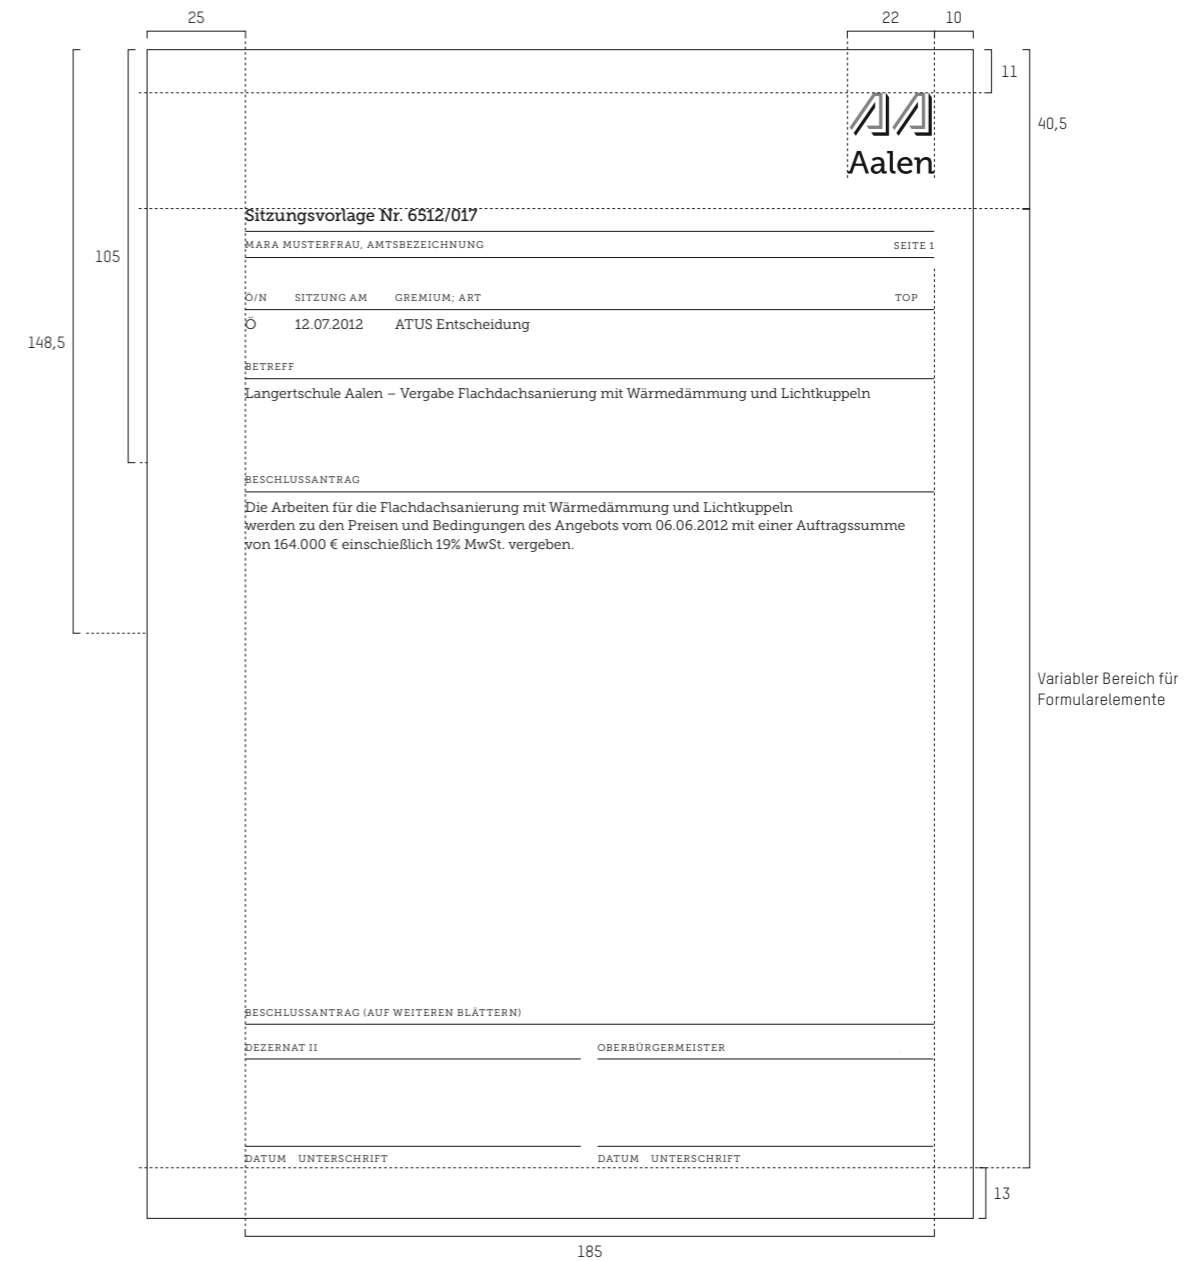 25
22
10
11
40,5
AA
Aalen
Sitzungsvorlage Nr. 6512/017
MARA MUSTERFRAU, AMTSBEZEICHNUNG SEITE 1
105
Ö/N SITZUNG AM GREMIUM; ART TOP
Ö 12.07.2012 ATUS Entscheidung
148,5
BETREFF
Langertschule Aalen – Vergabe Flachdachsanierung mit Wärmedämmung und Lichtkuppeln
BESCHLUSSANTRAG
Die Arbeiten für die Flachdachsanierung mit Wärmedämmung und Lichtkuppeln
werden zu den Preisen und Bedingungen des Angebots vom 06.06.2012 mit einer Auftragssumme
von 164.000 € einschießlich 19% MwSt. vergeben.
Variabler Bereich für
Formularelemente
BESCHLUSSANTRAG (AUF WEITEREN BLÄTTERN)
DEZERNAT II OBERBÜRGERMEISTER
DATUM UNTERSCHRIFT DATUM UNTERSCHRIFT
13
185